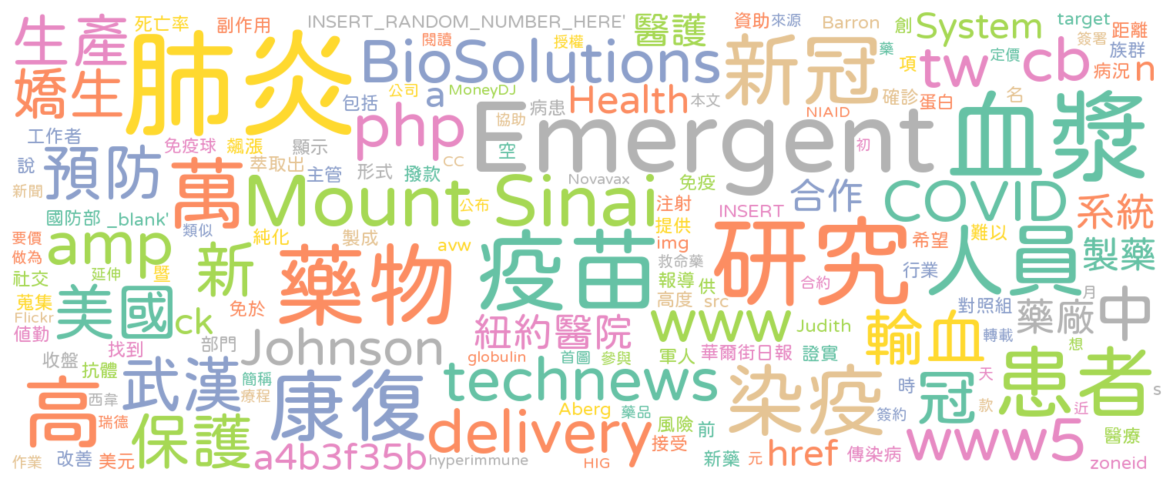 生產
死亡率
副作用
INSERT_RANDOM_NUMBER_HERE'
醫護
資助
來源
Barron
創
System
target
距離
肺炎
閱讀
授權
新冠
藥
定價
簽署
族群
嬌生
BioSolutions
tw
cb
項
病況
n
包括
公司
MoneyDJ
a
病患
Health
本文
確診
蛋白
php
協助
NIAID
名
工作者
免疫球
飆漲
顯示
Emergent
血漿
初
空
說
預防
萃取出
主管
形式
撥款
cc
新聞
萬
Mount Sinai
Novavax
免疫
合作
COVID
國防部
_blank'
公布
注射
INSERT
系統
要價
類似
純化
製成
提供
研究
希望
難以
人員
做為
amp
avw
img
製藥
社交
延伸
暨
新
藥物
疫苗
救命藥
報導
供
行業
蒐集
免於
高度
src
合約
月
Flickr
美國
ck
www
對照組
藥廠
中
值勤
紐約醫院
Judith
輸血
轉載
想
收盤
找到
部門
Johnson
globulin
首圖
參與
軍人
華爾街日報
證實
抗體
武漢
簡稱
康復
technews
染疫
時
冠
天
患者
西韋
療程
s
高
瑞德
保護
delivery
Aberg
藥品
風險
前
簽約
款
近
作業
改善
美元
a4b3f35b
hyperimmune
HIG
接受
新藥
元
href
傳染病
www5
醫療
zoneid